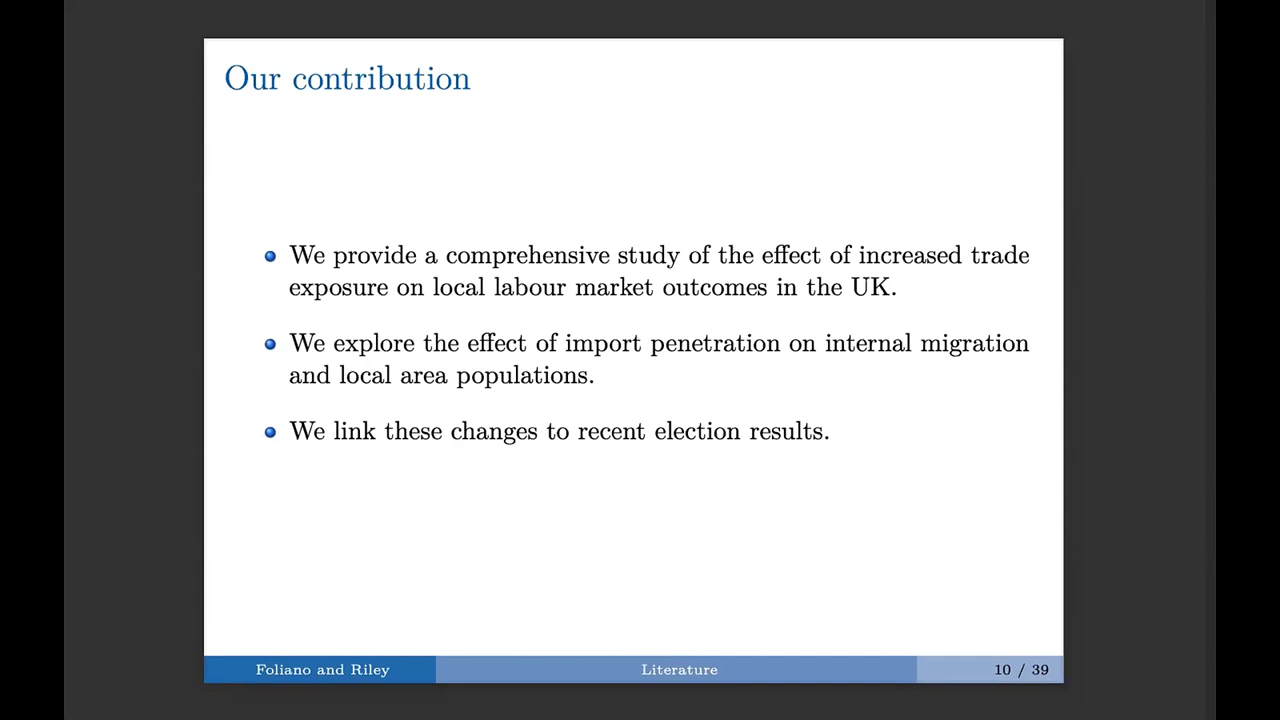 Our contribution
We provide a comprehensive study of the effect of increased trade
exposure on local labour market outcomes in the UK.
We explore the effect of import penetration on internal migration
and local area populations.
We link these changes to recent election results.
Foliano and Riley
Literature
10 / 39